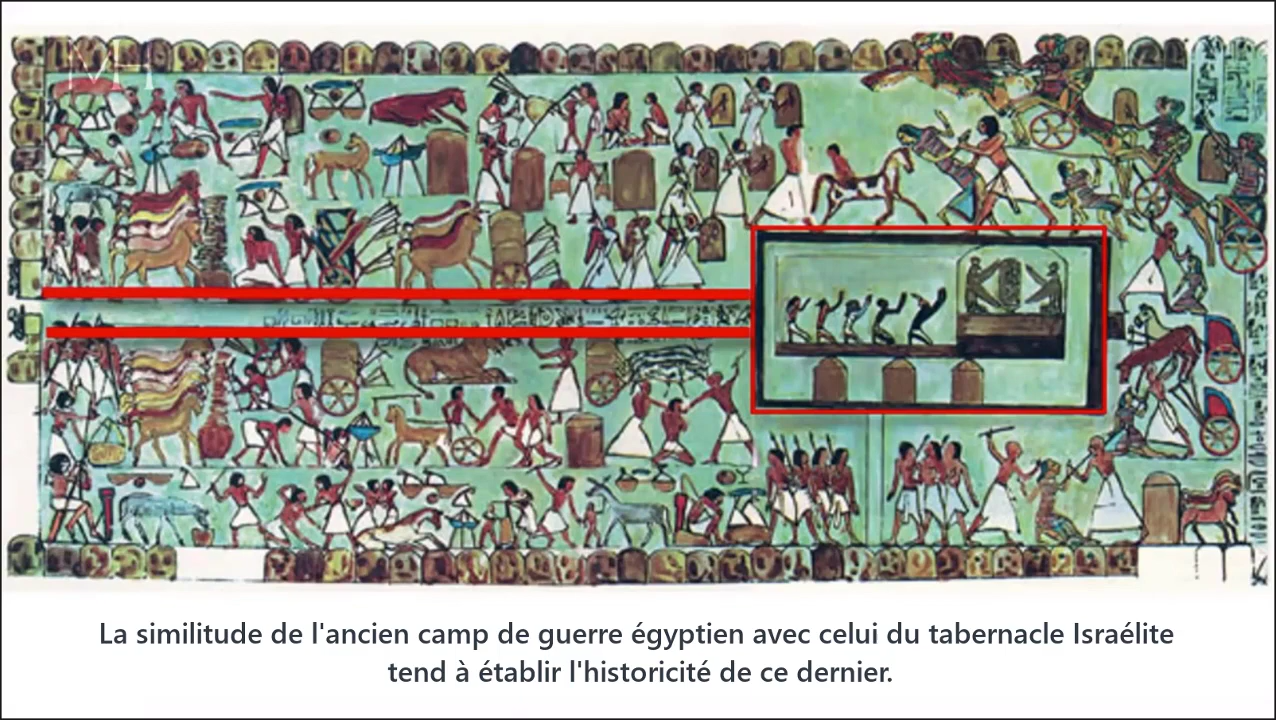 MH
La similitude de l'ancien camp de guerre égyptien avec celui du tabernacle Israélite
tend à établir l'historicité de ce dernier.